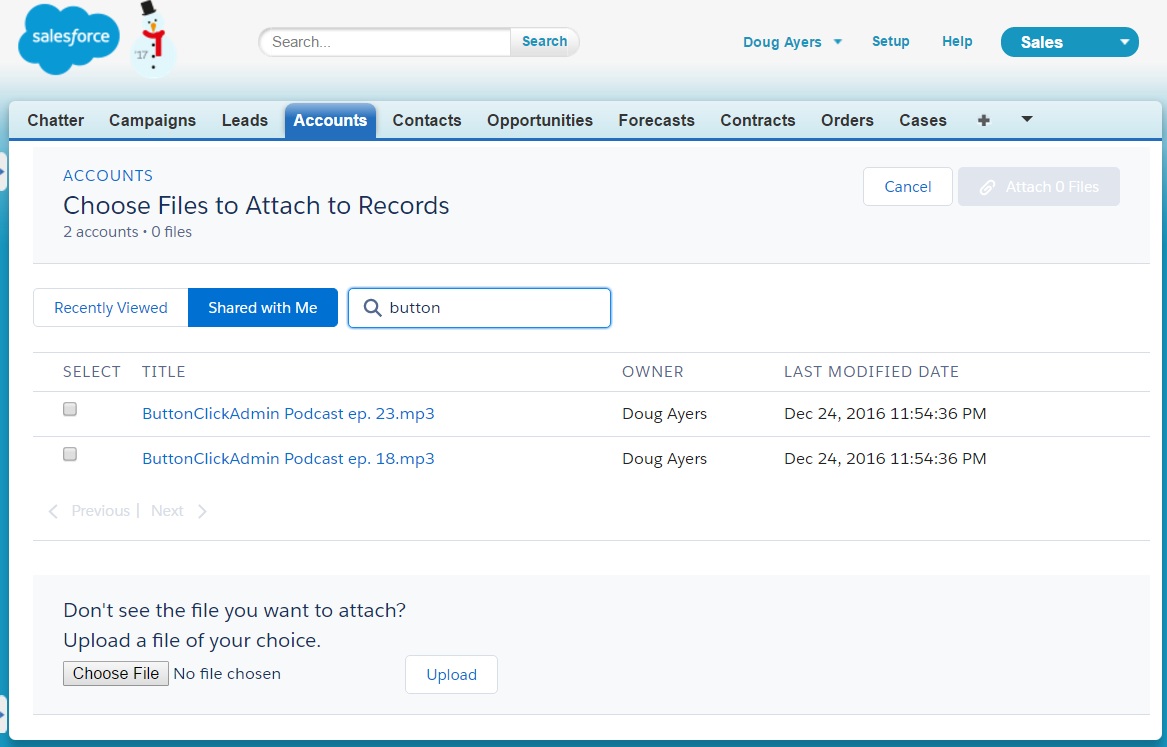 salesforce
'17
Search...
Search
Doug Ayers
Setup
Help
Sales
Chatter
Campaigns
Leads
Accounts
Contacts
Opportunities
Forecasts
Contracts
Orders
Cases
ACCOUNTS
Choose Files to Attach to Records
2 accounts • 0 files
Cancel
Attach 0 Files
Recently Viewed
Shared with Me
button
SELECT TITLE OWNER LAST MODIFIED DATE
ButtonClickAdmin Podcast ep. 23.mp3 Doug Ayers Dec 24, 2016 11:54:36 PM
ButtonClickAdmin Podcast ep. 18.mp3 Doug Ayers Dec 24, 2016 11:54:36 PM
Previous | Next
Don't see the file you want to attach?
Upload a file of your choice.
Choose File No file chosen
Upload